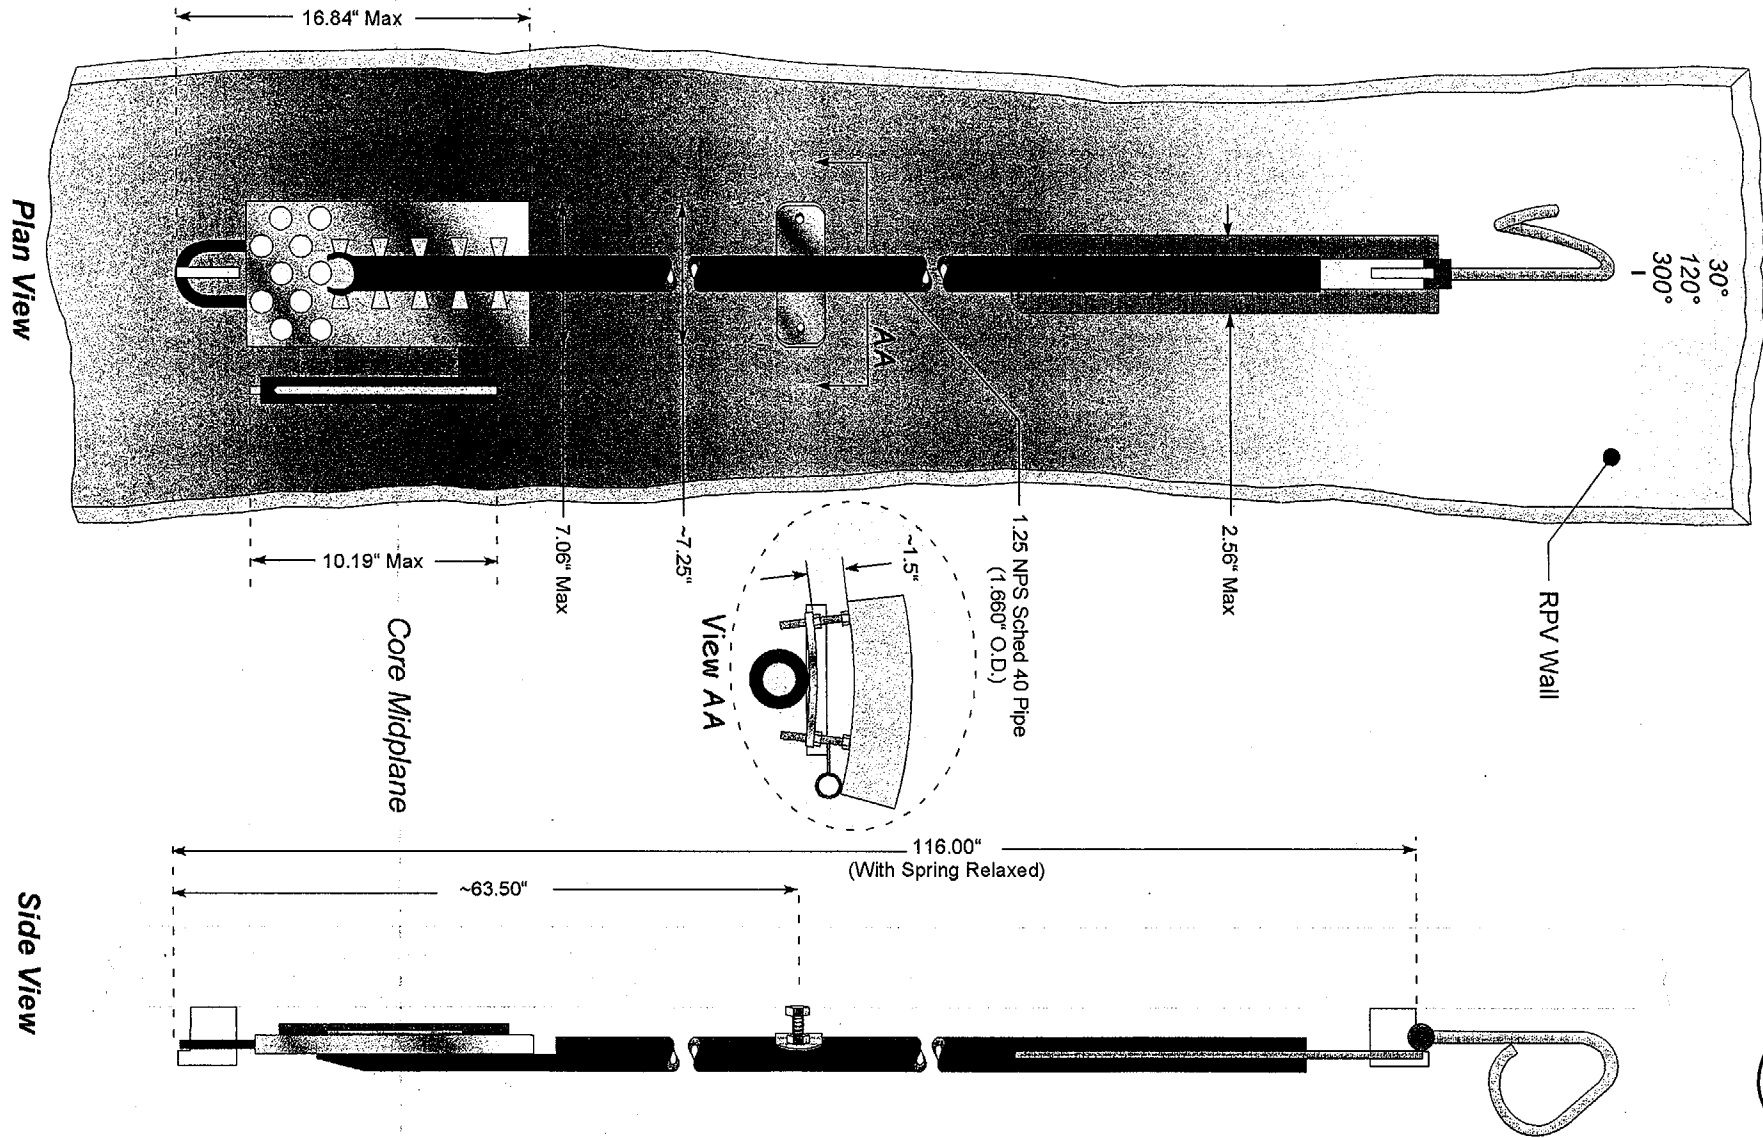 16.84" Max
Plan View
30°
120°
300°
AA
10.19" Max
7.06" Max
~7.25"
~1.5"
1.25 NPS Sched 40 Pipe
(1.660" O.D.)
2.56" Max
RPV Wall
View AA
Core Midplane
116.00"
(With Spring Relaxed)
~63.50"
Side View